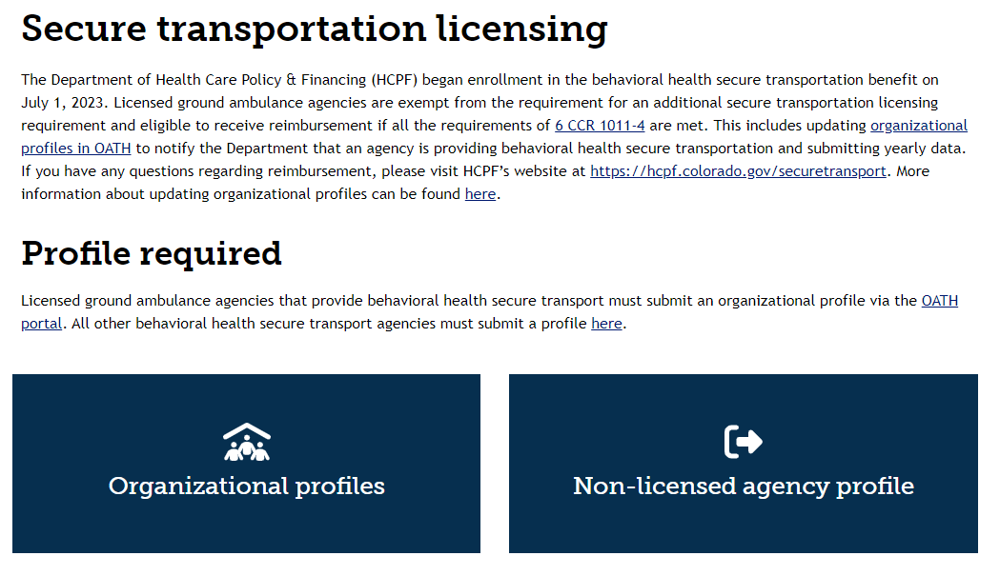 Secure transportation licensing
The Department of Health Care Policy & Financing (HCPF) began enrollment in the behavioral health secure transportation benefit on
July 1, 2023. Licensed ground ambulance agencies are exempt from the requirement for an additional secure transportation licensing
requirement and eligible to receive reimbursement if all the requirements of 6 CCR 1011-4 are met. This includes updating organizational
profiles in OATH to notify the Department that an agency is providing behavioral health secure transportation and submitting yearly data.
If you have any questions regarding reimbursement, please visit HCPF’s website at https://hcpf.colorado.gov/securetransport. More
information about updating organizational profiles can be found here.
Profile required
Licensed ground ambulance agencies that provide behavioral health secure transport must submit an organizational profile via the OATH
portal. All other behavioral health secure transport agencies must submit a profile here.
Organizational profiles
Non-licensed agency profile